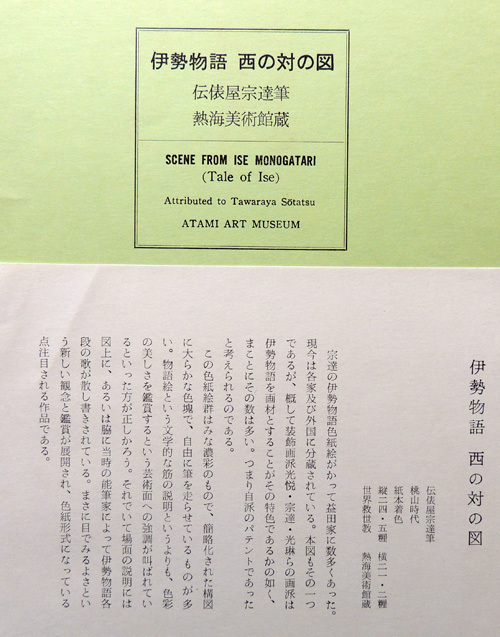 伊勢物語 西の対の図
伝俵屋宗達筆
熱海美術館蔵
SCENE FROM ISE MONOGATARI
(Tale of Ise)
Attributed to Tawaraya Sōtatsu
ATAMI ART MUSEUM
伊勢物語 西の対の図
伝俵屋宗達筆
桃山時代
紙本着色
縦二四・五糎 横二一・二糎
世界救世教 熱海美術館蔵
宗達の伊勢物語色紙絵がかって益田家に数多くあった。
現今は各家及び外国に分蔵されている。本図もその一つ
であるが、概して装飾画派光悦・宗達・光琳らの画派は
伊勢物語を画材とすることがその特色であるかの如く、
まことにその数は多い。つまり自派のパテントであった
と考えられるのである。
この色紙絵群はみな濃彩のもので、簡略化された構図
に大らかな色塊で、自由に筆を走らせているものが多
い。物語絵という文学的な筋の説明というよりも、色彩
の美しさを鑑賞するという芸術面への強調が叫ばれてい
るといった方が正しかろう。それでいて場面の説明には
図上に、あるいは脇に当時の能筆家によって伊勢物語各
段の歌が散し書きされている。まさに目でみるよさとい
う新しい観念と鑑賞が展開され、色紙形式になっている
点注目される作品である。